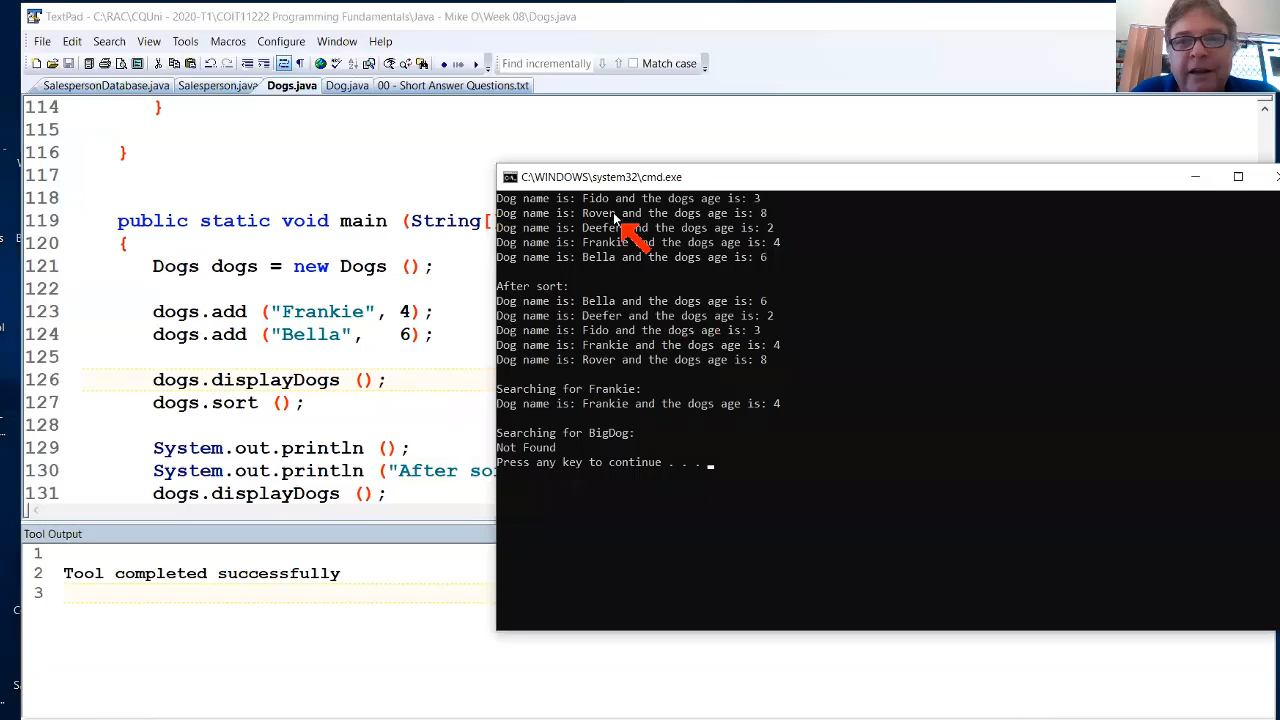 TextPad - C:\RAC\CQUni - 2020-T1\COIT11222 Programming Fundamentals\Java - Mike O\Week 08\Dogs.java
File Edit Search View Tools Macros Configure Window Help
Find incrementally Match case
SalespersonDatabase.java Salesperson.java Dogs.java Dog.java 00 - Short Answer Questions.txt
114 }
115
116 }
117
118
119 public static void main (String[
120 {
121 Dogs dogs = new Dogs ();
122
123 dogs.add ("Frankie", 4);
124 dogs.add ("Bella", 6);
125
126 dogs.displayDogs ();
127 dogs.sort ();
128
129 System.out.println ();
130 System.out.println ("After so
131 dogs.displayDogs ();
C:\WINDOWS\system32\cmd.exe
Dog name is: Fido and the dogs age is: 3
Dog name is: Rover and the dogs age is: 8
Dog name is: Deefer and the dogs age is: 2
Dog name is: Frankie and the dogs age is: 4
Dog name is: Bella and the dogs age is: 6
After sort:
Dog name is: Bella and the dogs age is: 6
Dog name is: Deefer and the dogs age is: 2
Dog name is: Fido and the dogs age is: 3
Dog name is: Frankie and the dogs age is: 4
Dog name is: Rover and the dogs age is: 8
Searching for Frankie:
Dog name is: Frankie and the dogs age is: 4
Searching for BigDog:
Not Found
Press any key to continue . . .
Tool Output
1
2 Tool completed successfully
3